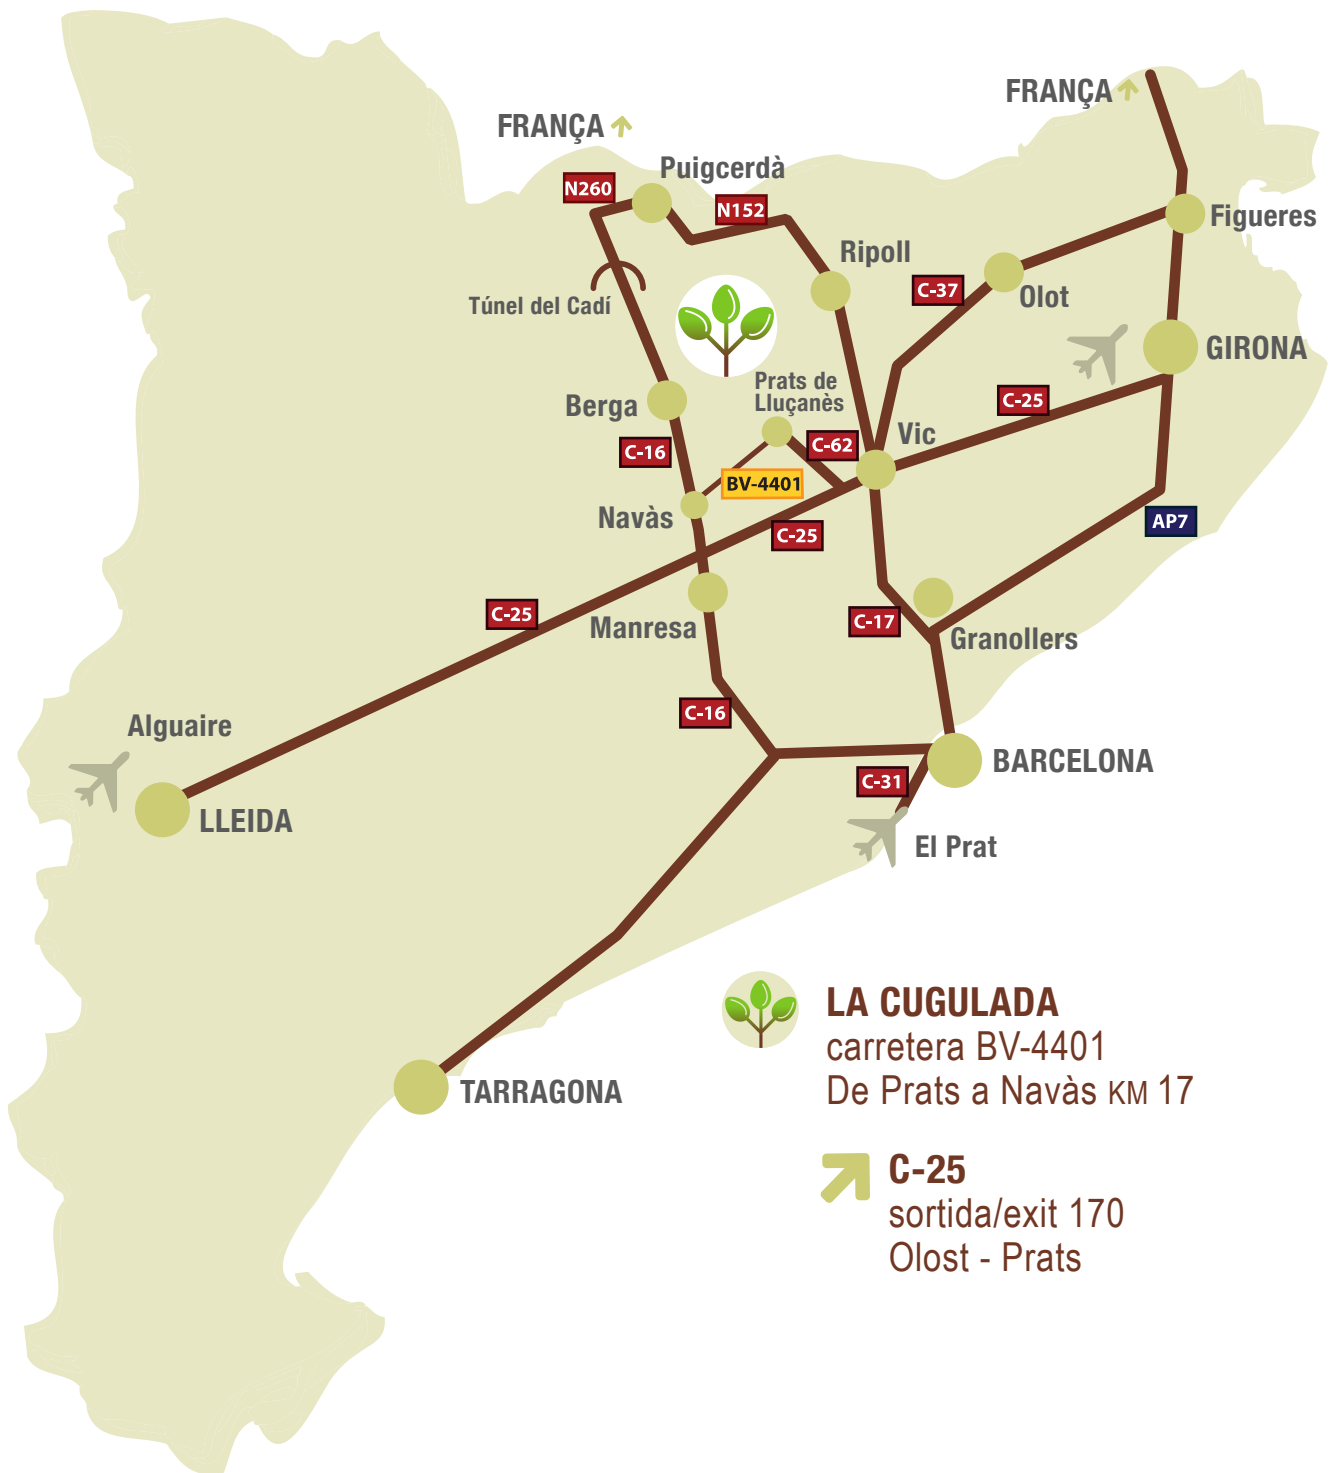 FRANÇA
FRANÇA
Puigcerdà
N260
N152
Figueres
Ripoll
Túnel del Cadí
C-37
Olot
GIRONA
Prats de
Lluçanès
Berga
C-25
Vic
C-16
C-62
BV-4401
Navàs
C-25
AP7
C-25
Manresa
C-17
Granollers
Alguaire
C-16
BARCELONA
C-31
LLEIDA
El Prat
LA CUGULADA
carretera BV-4401
De Prats a Navàs KM 17
TARRAGONA
C-25
sortida/exit 170
Olost - Prats